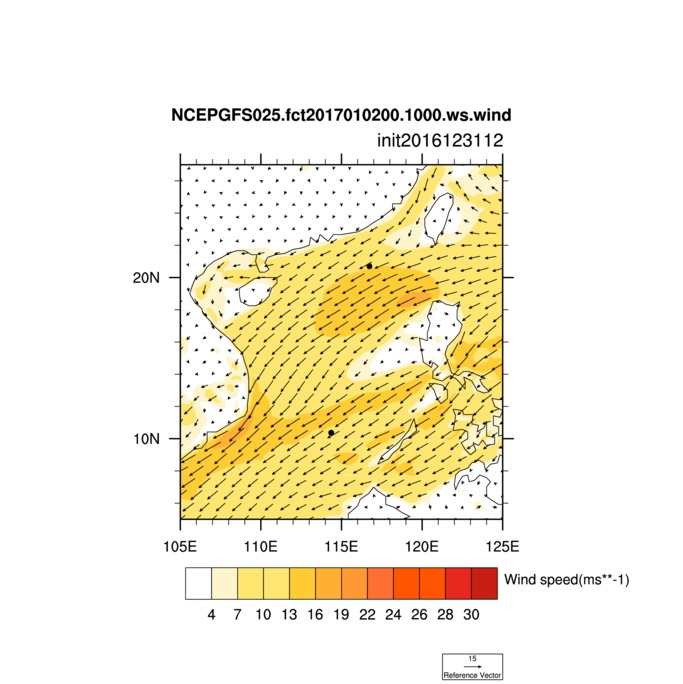 NCEPGFS025.fct2017010200.1000.ws.wind
init2016123112
20N
10N
105E 110E 115E 120E 125E
Wind speed(ms**-1)
4 7 10 13 16 19 22 24 26 28 30
15
Reference Vector